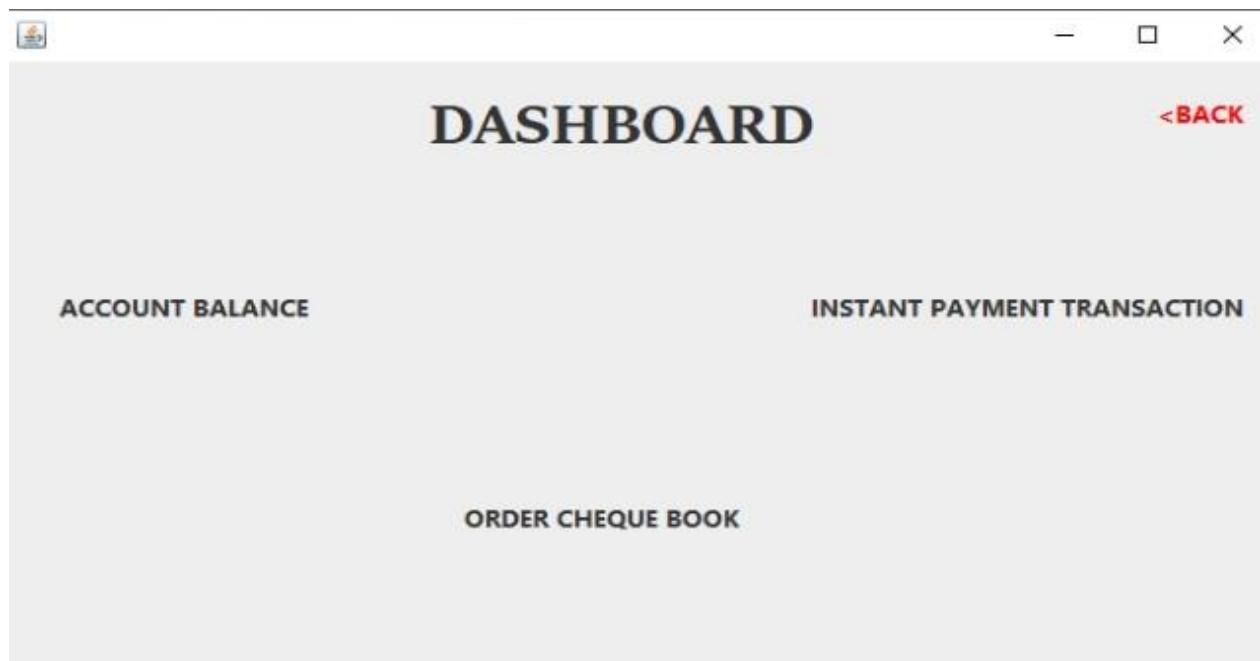 DASHBOARD
<BACK
ACCOUNT BALANCE
INSTANT PAYMENT TRANSACTION
ORDER CHEQUE BOOK